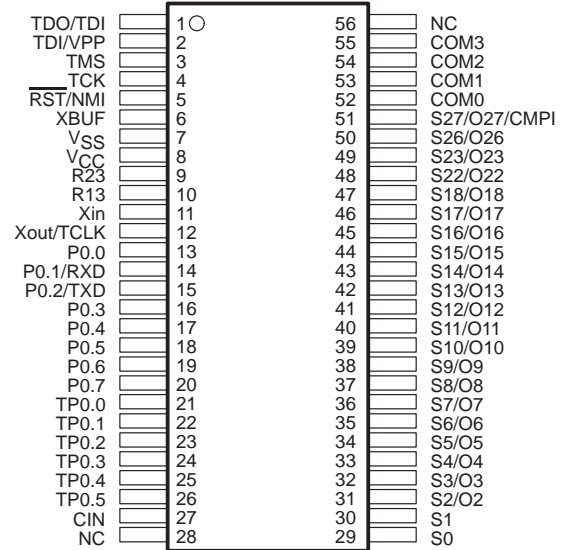 TDO/TDI 1 56 NC
TDI/VPP 2 55 COM3
TMS 3 54 COM2
TCK 4 53 COM1
RST/NMI 5 52 COM0
XBUF 6 51 S27/O27/CMPI
VSS 7 50 S26/O26
VCC 8 49 S23/O23
R23 9 48 S22/O22
R13 10 47 S18/O18
Xin 11 46 S17/O17
Xout/TCLK 12 45 S16/O16
P0.0 13 44 S15/O15
P0.1/RXD 14 43 S14/O14
P0.2/TXD 15 42 S13/O13
P0.3 16 41 S12/O12
P0.4 17 40 S11/O11
P0.5 18 39 S10/O10
P0.6 19 38 S9/O9
P0.7 20 37 S8/O8
TP0.0 21 36 S7/O7
TP0.1 22 35 S6/O6
TP0.2 23 34 S5/O5
TP0.3 24 33 S4/O4
TP0.4 25 32 S3/O3
TP0.5 26 31 S2/O2
CIN 27 30 S1
NC 28 29 S0